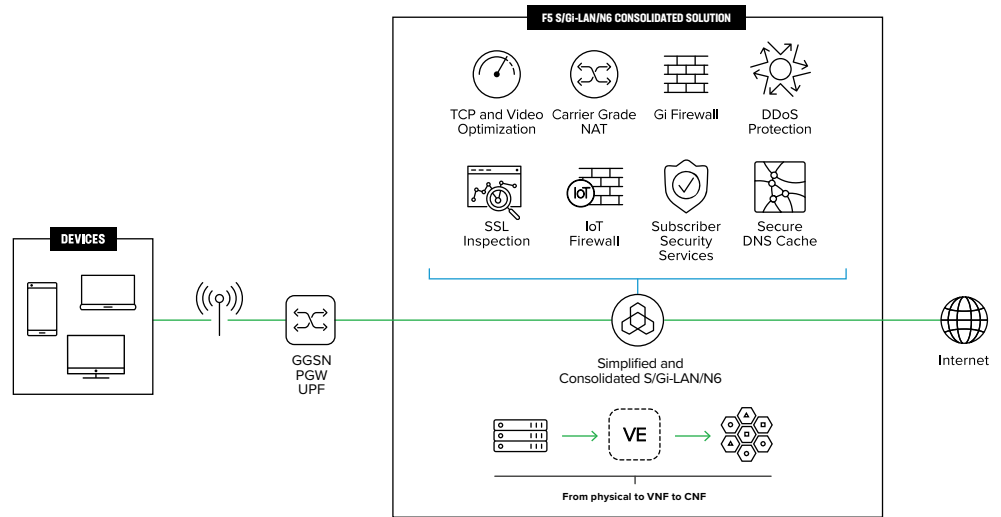 F5 S/Gi-LAN/N6 CONSOLIDATED SOLUTION
TCP and Video
Optimization
Carrier Grade
NAT
Gi Firewall
DDoS
Protection
SSL
Inspection
IoT
IoT
Firewall
Subscriber
Security
Services
Secure
DNS Cache
DEVICES
GGSN
PGW
UPF
Simplified and
Consolidated S/Gi-LAN/N6
Internet
VE
From physical to VNF to CNF